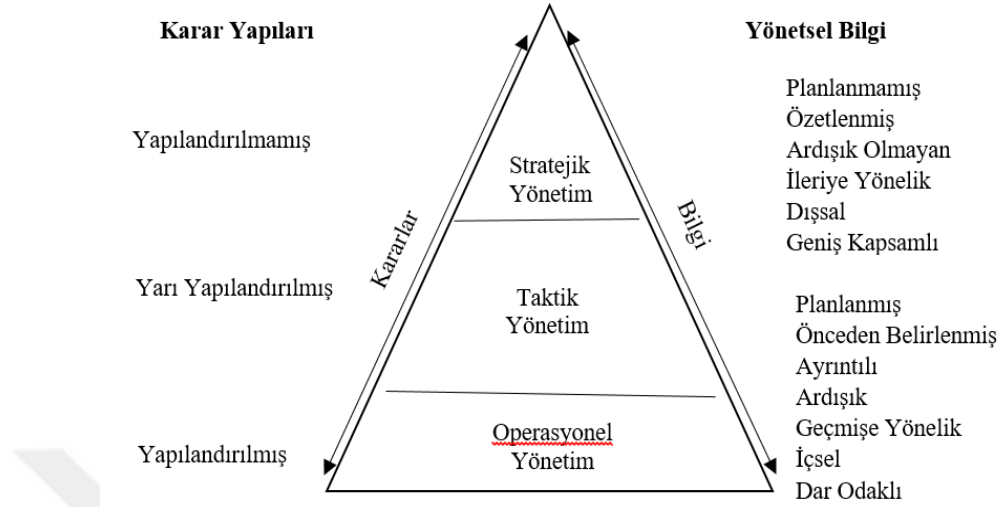 Karar Yapıları
Yapılandırılmamış
Yarı Yapılandırılmış
Yapılandırılmış
Kararlar
Stratejik
Yönetim
Taktik
Yönetim
Operasyonel
Yönetim
Bilgi
Yönetsel Bilgi
Planlanmamış
Özetlenmiş
Ardışık Olmayan
İleriye Yönelik
Dışsal
Geniş Kapsamlı
Planlanmış
Önceden Belirlenmiş
Ayrıntılı
Ardışık
Geçmişe Yönelik
İçsel
Dar Odaklı